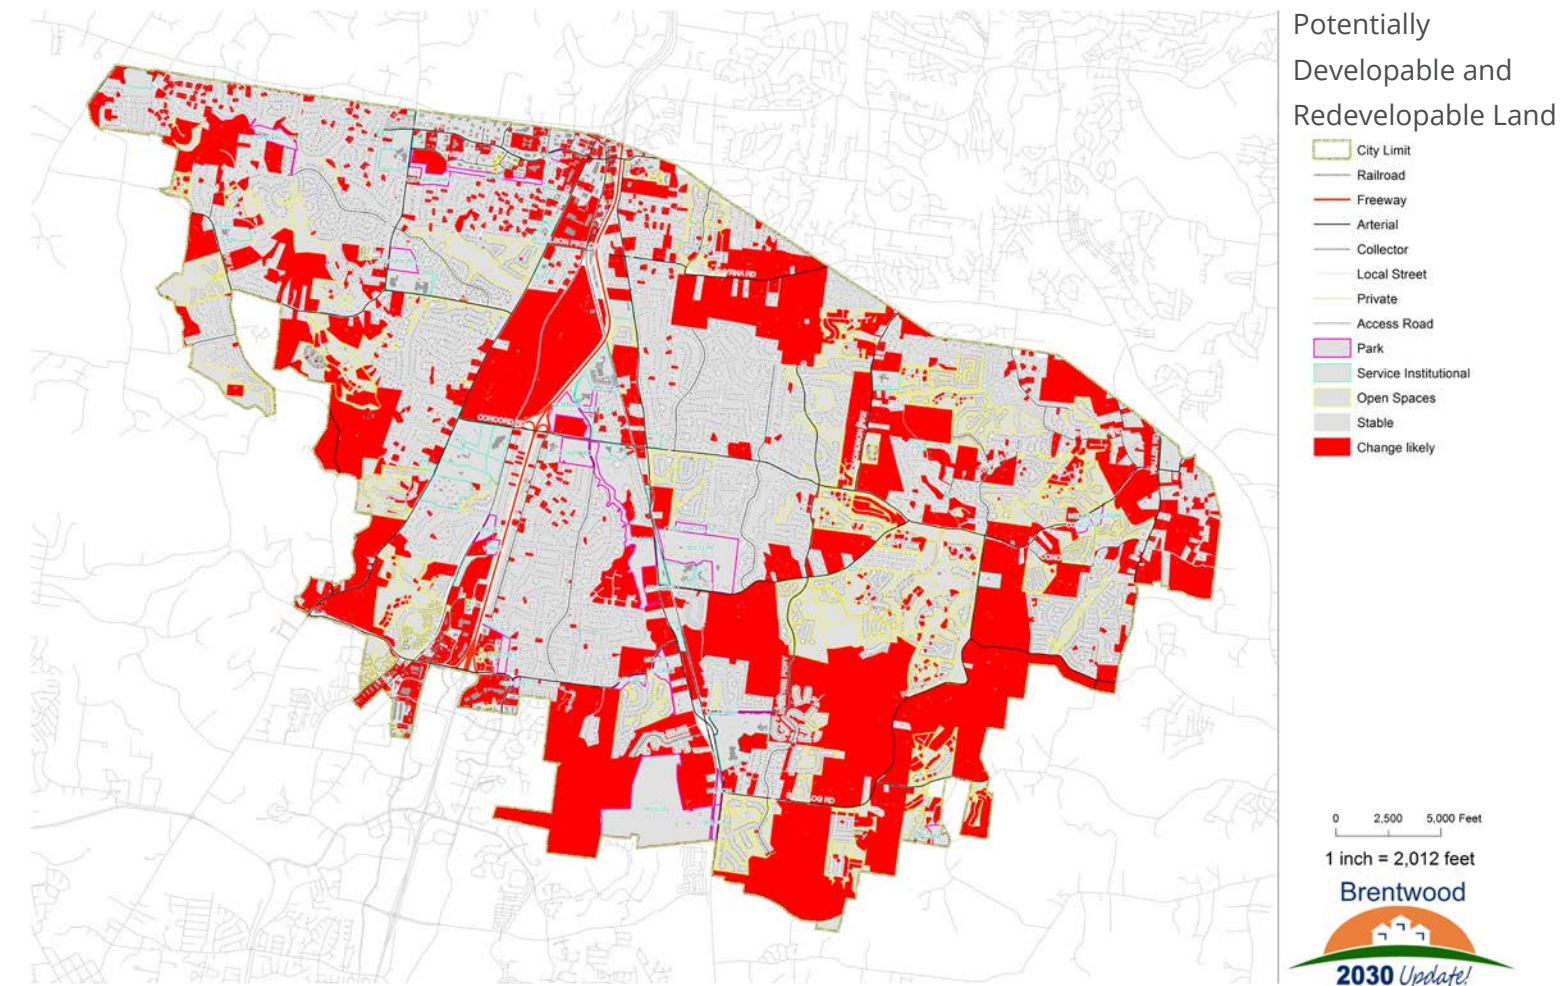 Potentially
Developable and
Redevelopable Land
City Limit
Railroad
Freeway
Arterial
Collector
Local Street
Private
Access Road
Park
Service Institutional
Open Spaces
Stable
Change likely
CONCORD
0 2,500 5,000 Feet
1 inch = 2,012 feet
Brentwood
2030 Update!